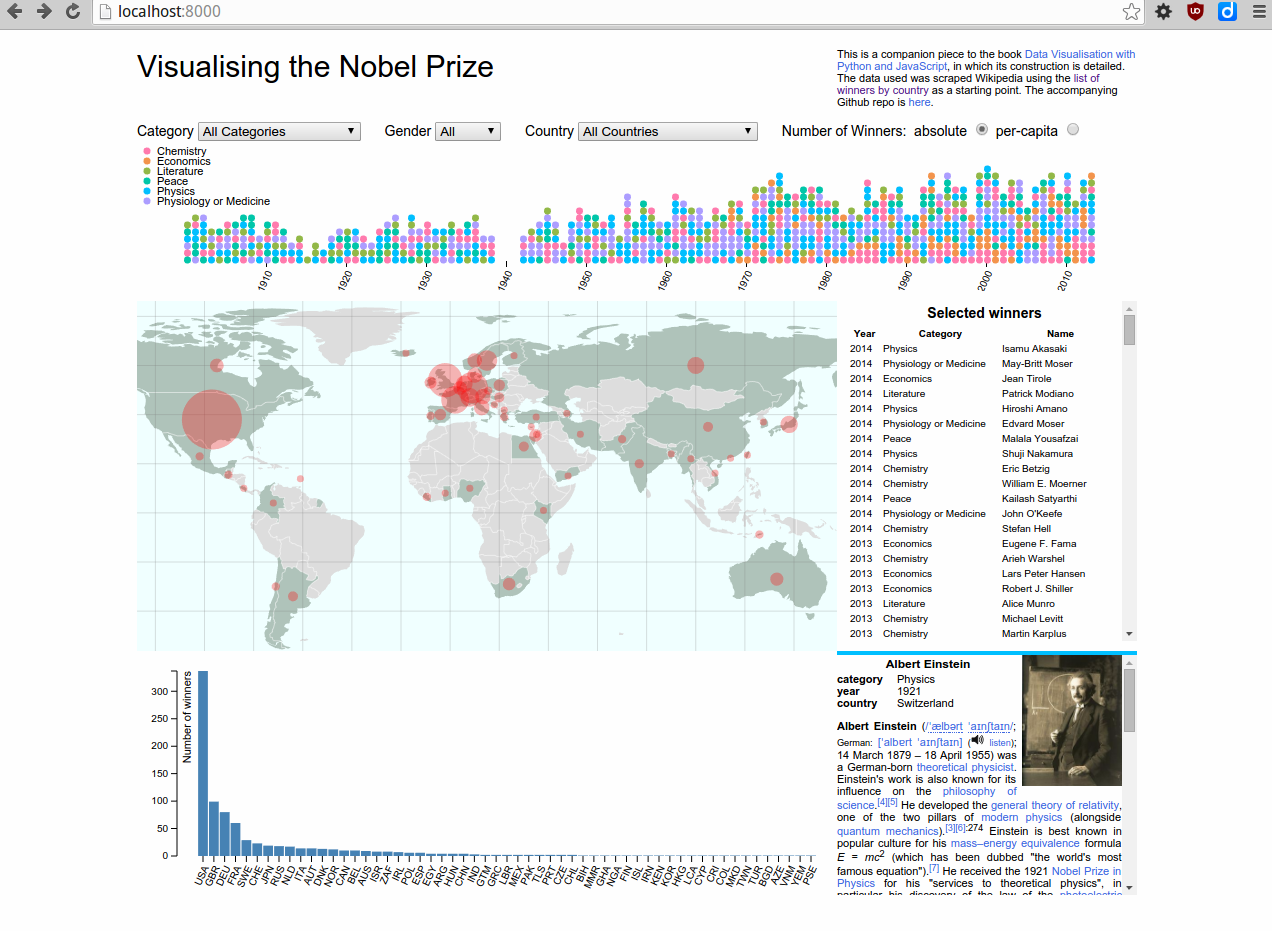 localhost:8000
Visualising the Nobel Prize
This is a companion piece to the book Data Visualisation with
Python and JavaScript, in which its construction is detailed.
The data used was scraped Wikipedia using the list of
winners by country as a starting point. The accompanying
Github repo is here.
Category All Categories Gender All Country All Countries Number of Winners: absolute per-capita
Chemistry
Economics
Literature
Peace
Physics
Physiology or Medicine
1910 1920 1930 1940 1950 1960 1970 1980 1990 2000 2010
Selected winners
Year Category Name
2014 Physics Isamu Akasaki
2014 Physiology or Medicine May-Britt Moser
2014 Economics Jean Tirole
2014 Literature Patrick Modiano
2014 Physics Hiroshi Amano
2014 Physiology or Medicine Edvard Moser
2014 Peace Malala Yousafzai
2014 Physics Shuji Nakamura
2014 Chemistry Eric Betzig
2014 Chemistry William E. Moerner
2014 Peace Kailash Satyarthi
2014 Physiology or Medicine John O'Keefe
2014 Chemistry Stefan Hell
2013 Economics Eugene F. Fama
2013 Chemistry Arieh Warshel
2013 Economics Lars Peter Hansen
2013 Economics Robert J. Shiller
2013 Literature Alice Munro
2013 Chemistry Michael Levitt
2013 Chemistry Martin Karplus
Number of winners
300
250
200
150
100
50
0
USA GBR DEU FRA SWE CHE JPN RUS NLD ITA AUT DNK NOR CAN BEL AUS ISR ZAF IRL POL ESP EGY ARG HUN CHN IND GTM GRC LBR MEX PAK TLS PRT CZE CHL BIH MMR GHA NGA FIN ISL IRN KEN KOR HKG LCA CYP CRI COL MKD TWN TUR BGD AZE VNM YEM PSE
Albert Einstein
category Physics
year 1921
country Switzerland
Albert Einstein (/ˈælbərt ˈaɪnʃtaɪn/;
German: [ˈalbɛrt ˈaɪnʃtaɪn] ( listen);
14 March 1879 – 18 April 1955) was
a German-born theoretical physicist.
Einstein's work is also known for its
influence on the philosophy of
science.[4][5] He developed the general theory of relativity,
one of the two pillars of modern physics (alongside
quantum mechanics).[3][6]:274 Einstein is best known in
popular culture for his mass–energy equivalence formula
E = mc2 (which has been dubbed "the world's most
famous equation").[7] He received the 1921 Nobel Prize in
Physics for his "services to theoretical physics", in
particular his discovery of the law of the photoelectric